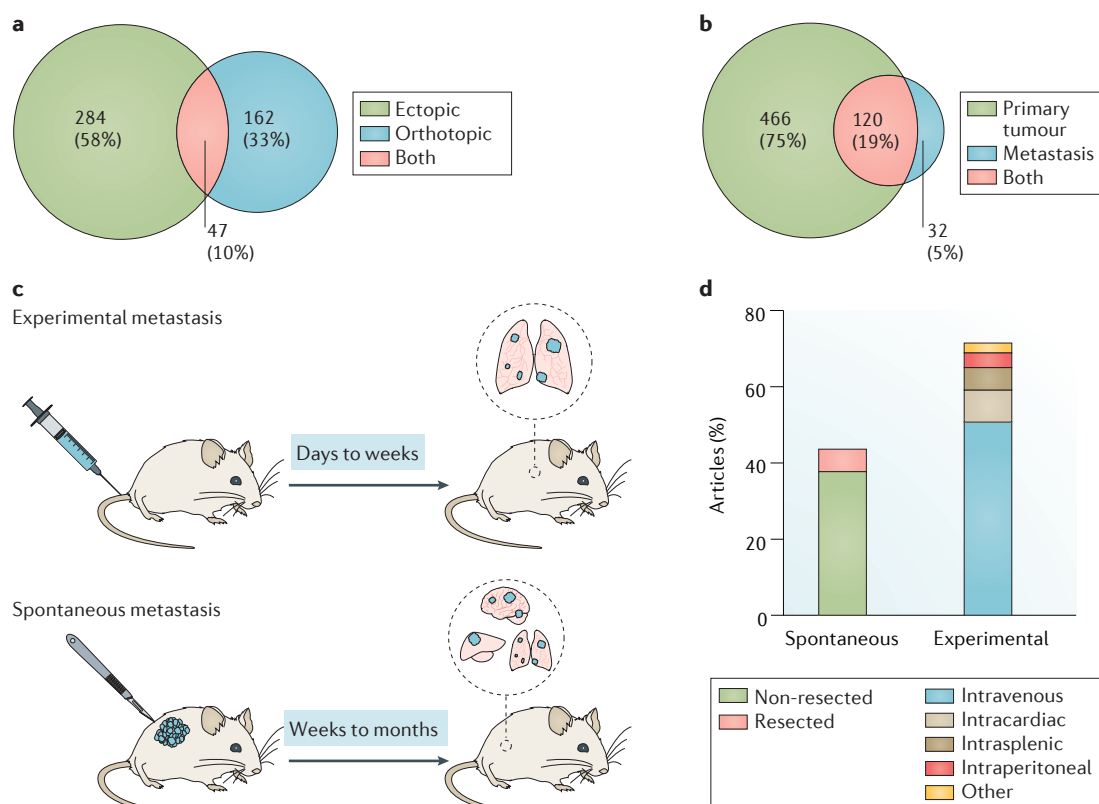 a
284
(58%)
162
(33%)
47
(10%)
Ectopic
Orthotopic
Both
b
466
(75%)
120
(19%)
32
(5%)
Primary
tumour
Metastasis
Both
c
Experimental metastasis
Days to weeks
Spontaneous metastasis
Weeks to months
d
80
60
40
20
0
Articles (%)
Spontaneous
Experimental
Non-resected
Resected
Intravenous
Intracardiac
Intrasplenic
Intraperitoneal
Other